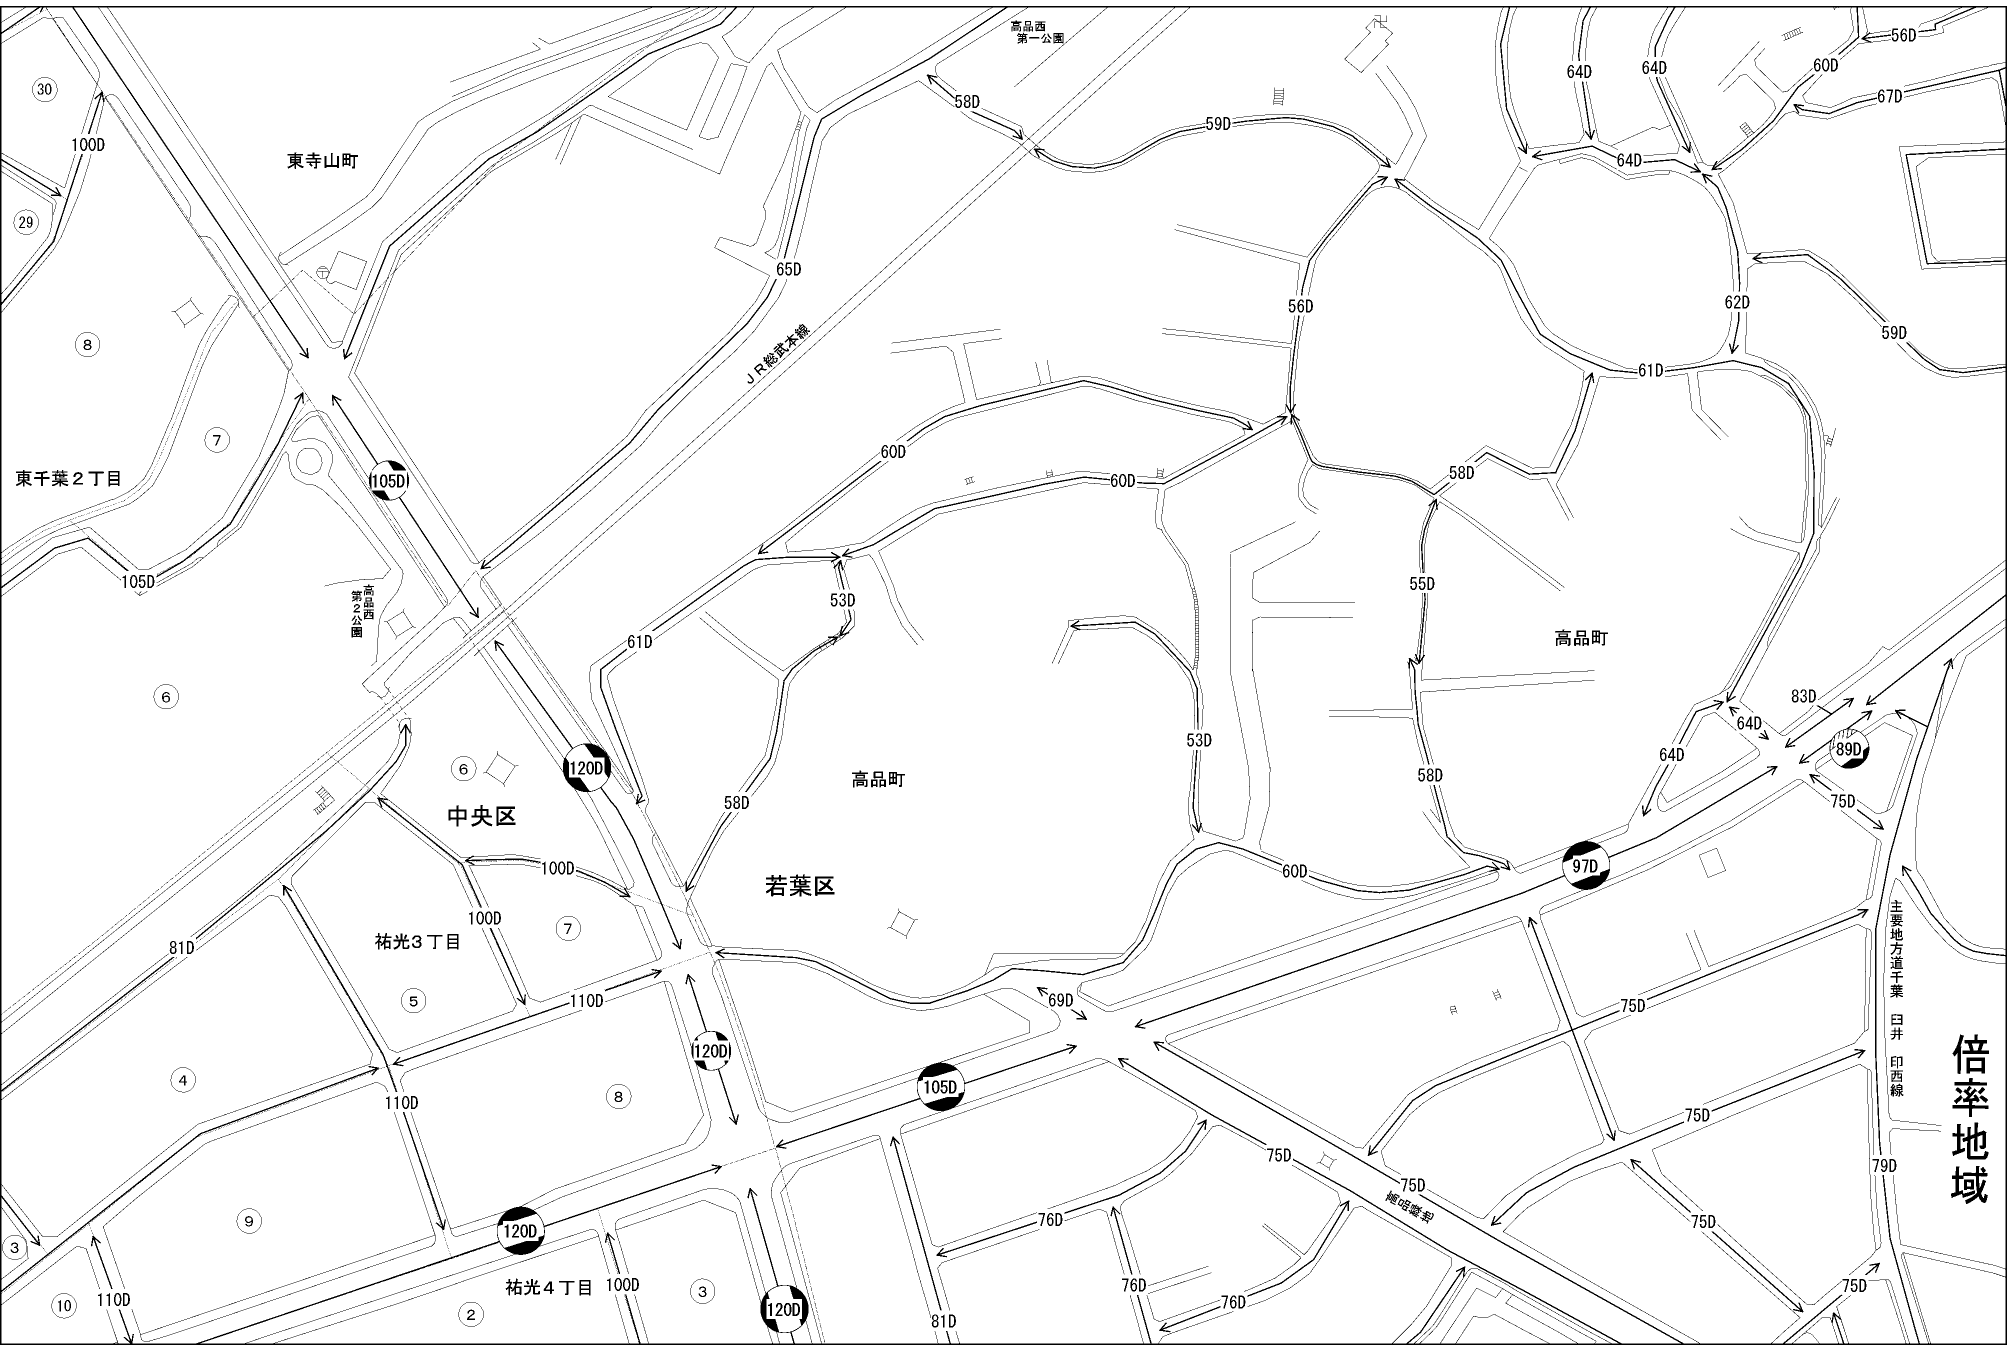 高品西
第一公園
56D
64D
64D
60D
30
67D
58D
59D
100D
東寺山町
64D
29
65D
56D
62D
59D
8
JR総武本線
61D
7
60D
58D
東千葉2丁目
105D
60D
105D
55D
高品西
第2公園
53D
61D
高品町
6
83D
64D
53D
89D
64D
6
120D
58D
高品町
58D
75D
中央区
100D
97D
60D
若葉区
100D
7
祐光3丁目
81D
主要地方道千葉 臼井 印西線
5
110D
69D
75D
120D
倍率地域
4
105D
8
110D
75D
75D
79D
75D
高品緑地
9
76D
75D
3
120D
祐光4丁目
100D
76D
75D
10
110D
3
76D
120D
2
81D